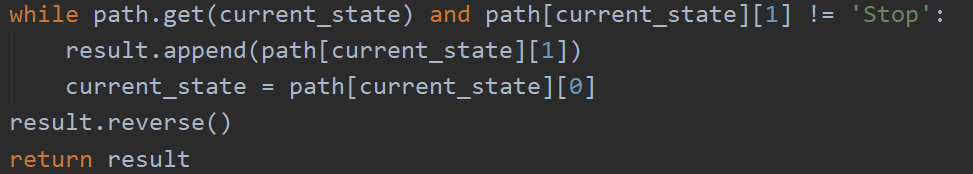 while path.get(current_state) and path[current_state][1] != 'Stop':
    result.append(path[current_state][1])
    current_state = path[current_state][0]
result.reverse()
return result